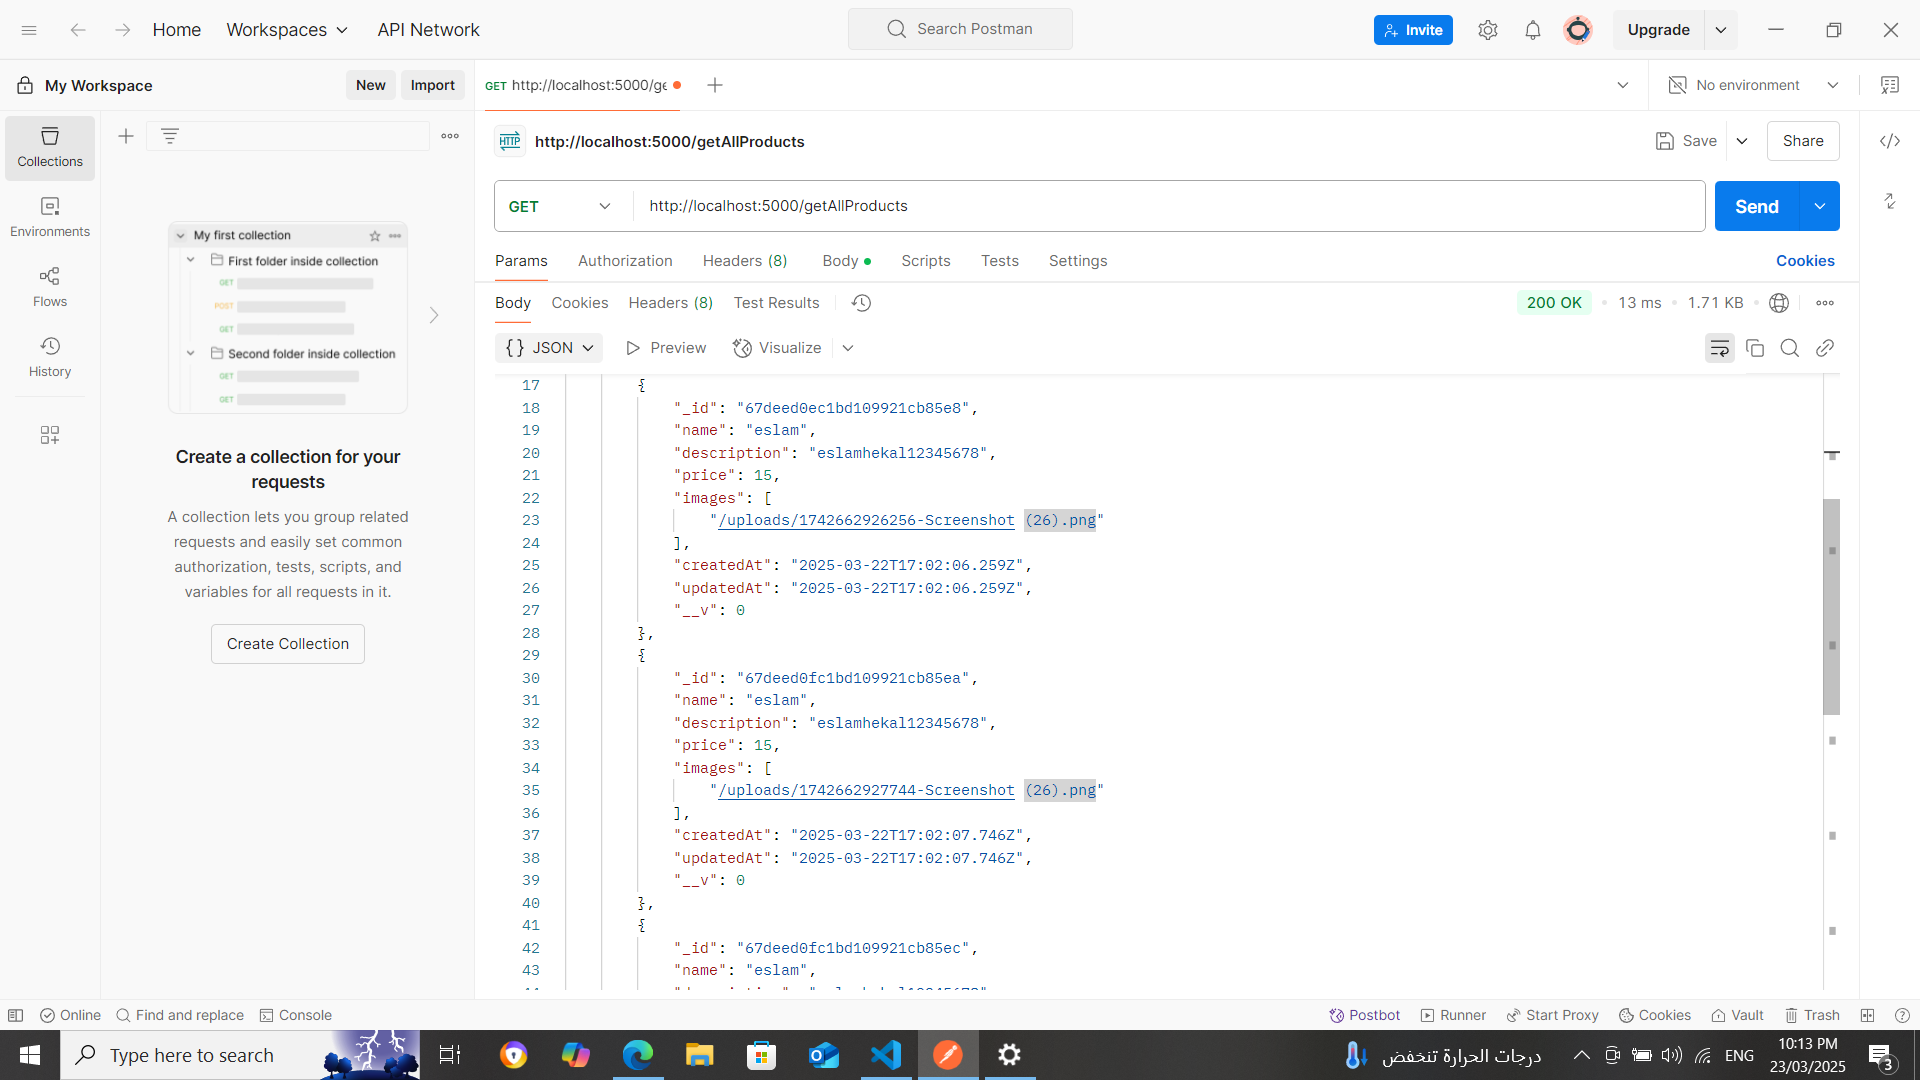 Home
Workspaces
API Network
Search Postman
Invite
Upgrade
My Workspace
New
Import
GET http://localhost:5000/ge
No environment
Collections
Environments
Flows
History
My first collection
First folder inside collection
GET
POST
GET
Second folder inside collection
GET
GET
Create a collection for your
requests
A collection lets you group related
requests and easily set common
authorization, tests, scripts, and
variables for all requests in it.
Create Collection
HTTP http://localhost:5000/getAllProducts
Save
Share
GET http://localhost:5000/getAllProducts
Send
Params Authorization Headers (8) Body Scripts Tests Settings
Cookies
Body Cookies Headers (8) Test Results
200 OK 13 ms 1.71 KB
{} JSON Preview Visualize
17 {
18 "_id": "67deed0ec1bd109921cb85e8",
19 "name": "eslam",
20 "description": "eslamhekal12345678",
21 "price": 15,
22 "images": [
23 "/uploads/1742662926256-Screenshot (26).png"
24 ],
25 "createdAt": "2025-03-22T17:02:06.259Z",
26 "updatedAt": "2025-03-22T17:02:06.259Z",
27 "__v": 0
28 },
29 {
30 "_id": "67deed0fc1bd109921cb85ea",
31 "name": "eslam",
32 "description": "eslamhekal12345678",
33 "price": 15,
34 "images": [
35 "/uploads/1742662927744-Screenshot (26).png"
36 ],
37 "createdAt": "2025-03-22T17:02:07.746Z",
38 "updatedAt": "2025-03-22T17:02:07.746Z",
39 "__v": 0
40 },
41 {
42 "_id": "67deed0fc1bd109921cb85ec",
43 "name": "eslam",
Online
Find and replace
Console
Postbot
Runner
Start Proxy
Cookies
Vault
Trash
Type here to search
درجات الحرارة تنخفض
ENG
10:13 PM
23/03/2025
3